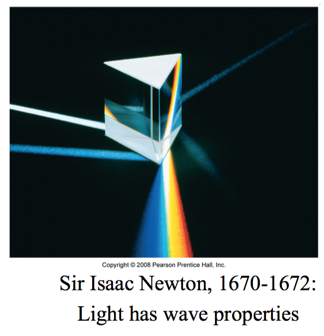 Copyright © 2008 Pearson Prentice Hall, Inc.
Sir Isaac Newton, 1670-1672:
Light has wave properties